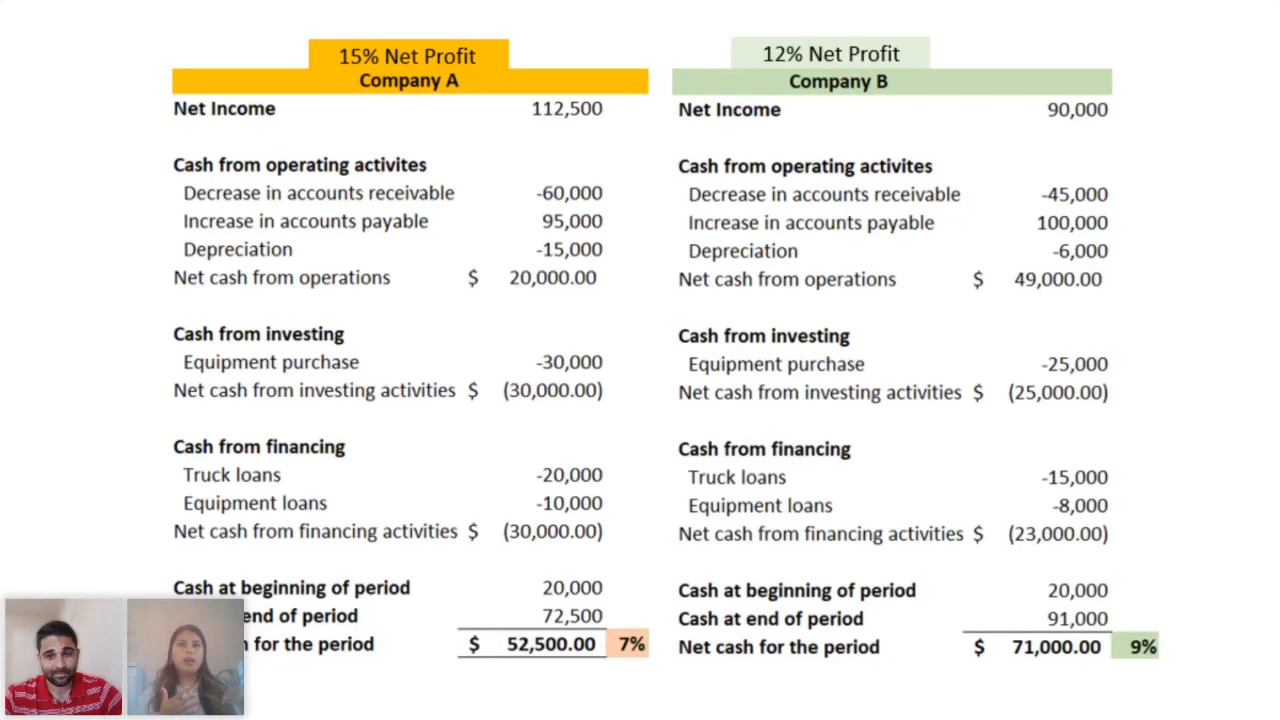 15% Net Profit
Company A
Net Income 112,500
Cash from operating activites
Decrease in accounts receivable -60,000
Increase in accounts payable 95,000
Depreciation -15,000
Net cash from operations $ 20,000.00
Cash from investing
Equipment purchase -30,000
Net cash from investing activities $ (30,000.00)
Cash from financing
Truck loans -20,000
Equipment loans -10,000
Net cash from financing activities $ (30,000.00)
Cash at beginning of period 20,000
end of period 72,500
for the period $ 52,500.00 7%
12% Net Profit
Company B
Net Income 90,000
Cash from operating activites
Decrease in accounts receivable -45,000
Increase in accounts payable 100,000
Depreciation -6,000
Net cash from operations $ 49,000.00
Cash from investing
Equipment purchase -25,000
Net cash from investing activities $ (25,000.00)
Cash from financing
Truck loans -15,000
Equipment loans -8,000
Net cash from financing activities $ (23,000.00)
Cash at beginning of period 20,000
Cash at end of period 91,000
Net cash for the period $ 71,000.00 9%